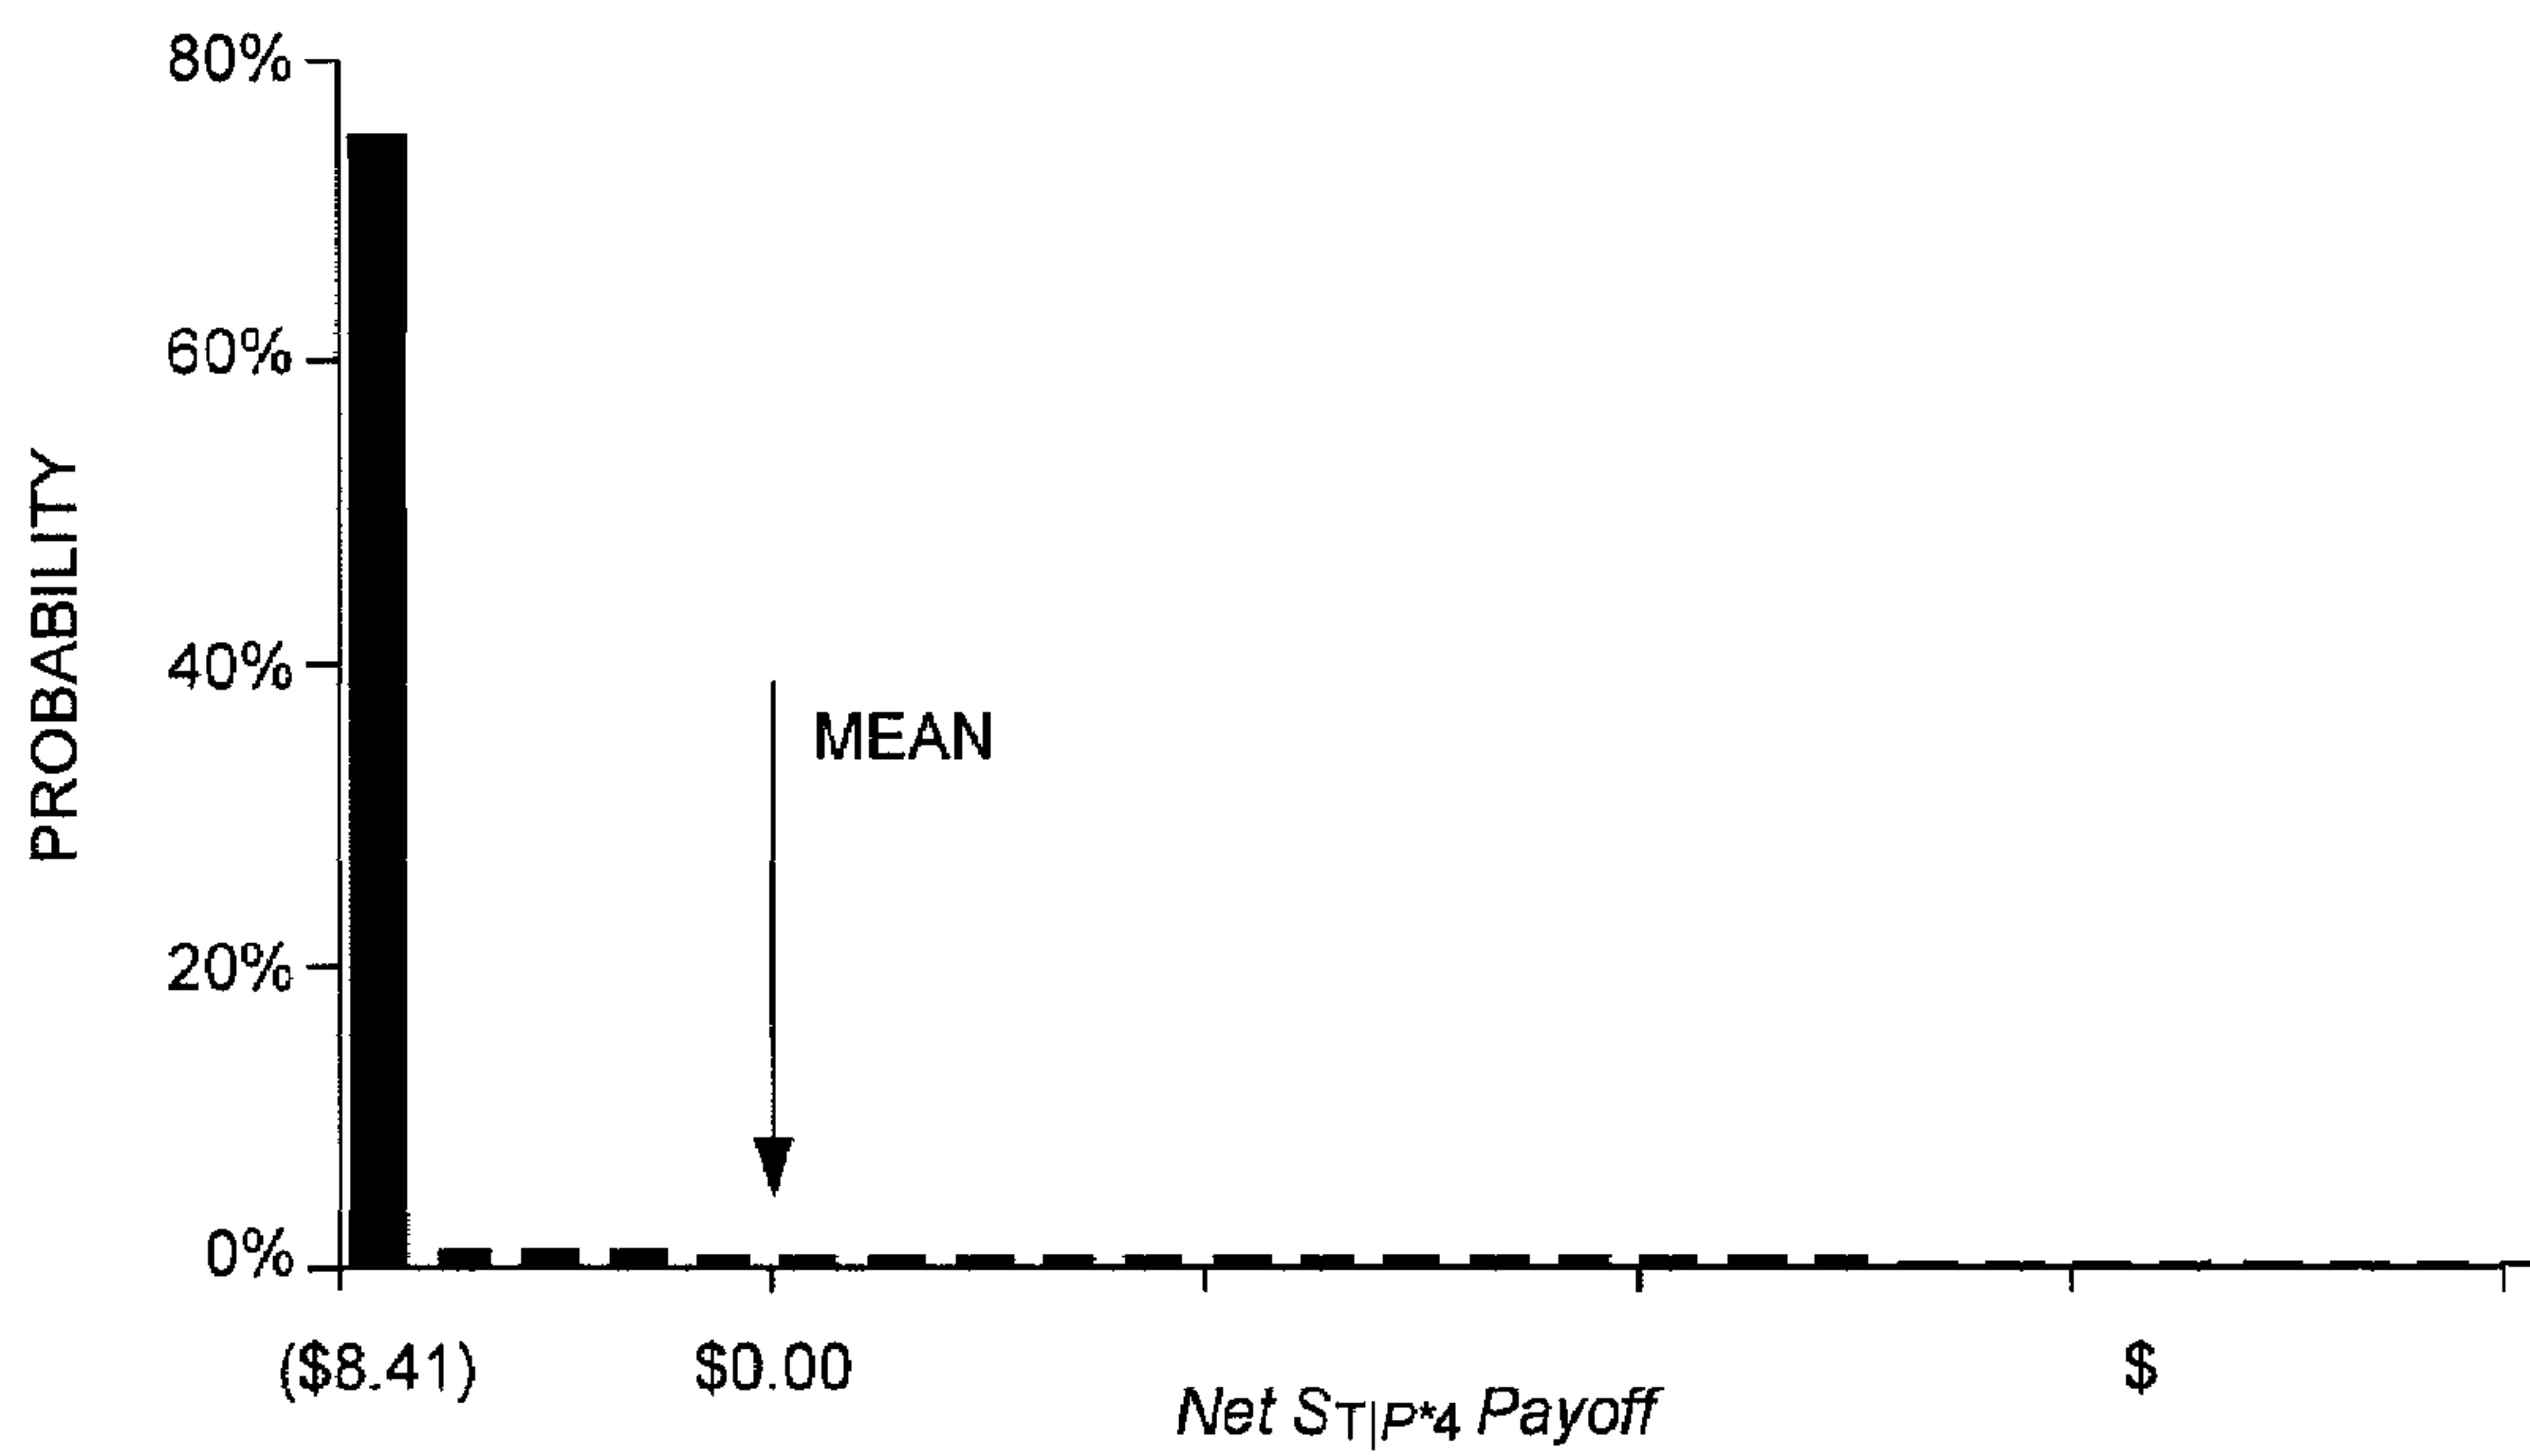 80%
60%
PROBABILITY
40%
MEAN
20%
0%
($8.41)
$0.00
$
Net ST|P*4 Payoff